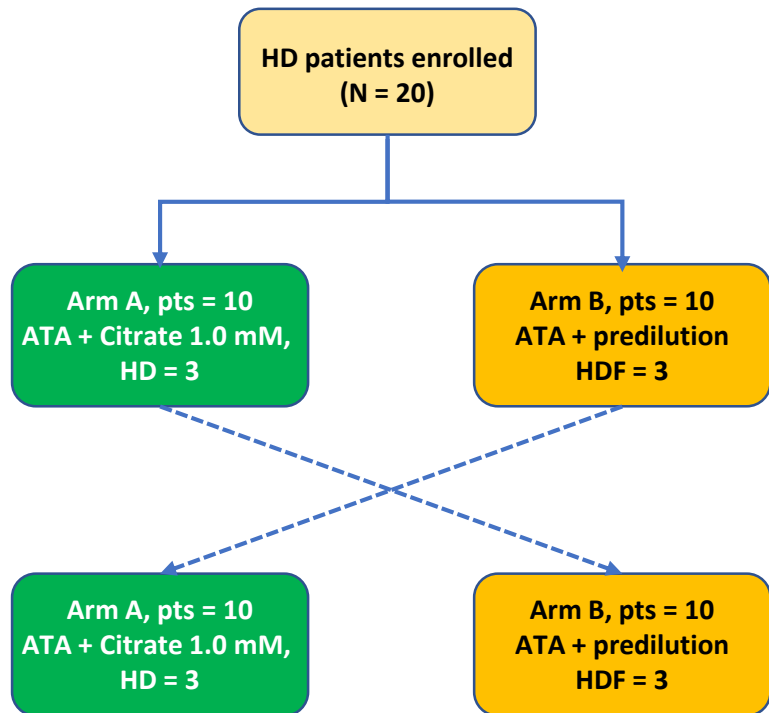 HD patients enrolled
(N = 20)
Arm A, pts = 10
ATA + Citrate 1.0 mM,
HD = 3
Arm B, pts = 10
ATA + predilution
HDF = 3
Arm A, pts = 10
ATA + Citrate 1.0 mM,
HD = 3
Arm B, pts = 10
ATA + predilution
HDF = 3